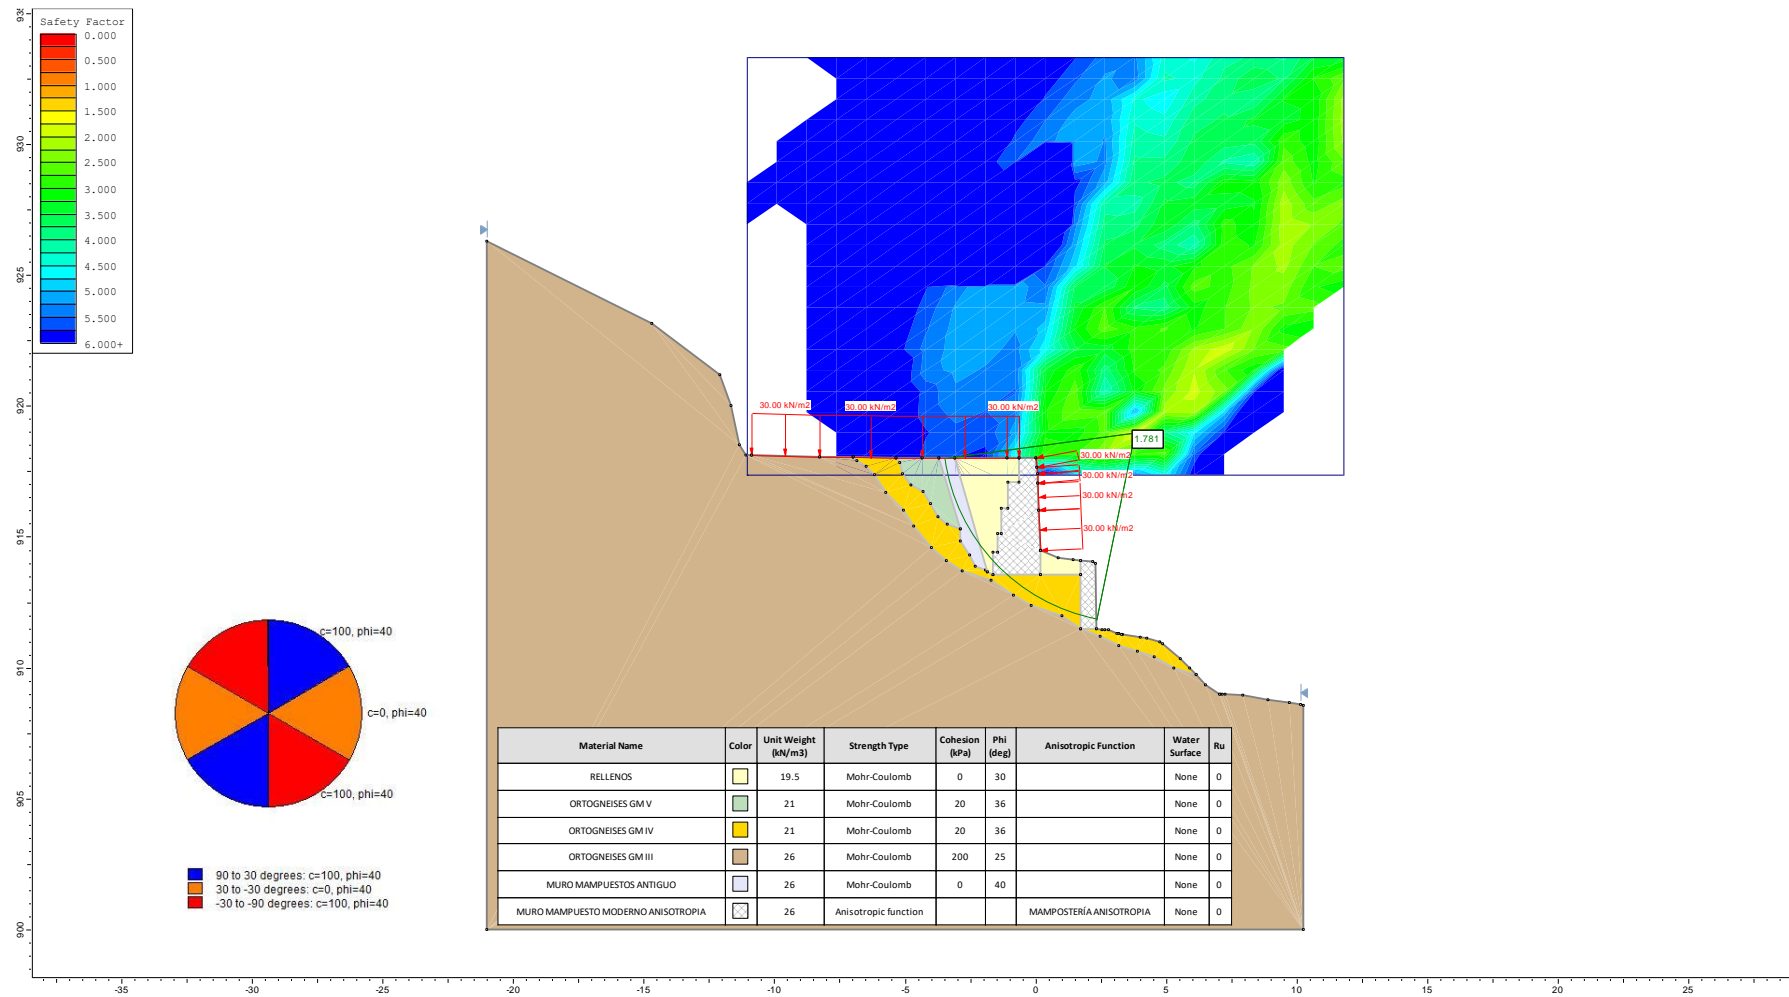 Safety Factor
0.000
0.500
1.000
1.500
2.000
2.500
3.000
3.500
4.000
4.500
5.000
5.500
6.000+
935
930
925
920
915
910
905
900
30.00 kN/m2
30.00 kN/m2
30.00 kN/m2
1.781
30.00 kN/m2
30.00 kN/m2
30.00 kN/m2
30.00 kN/m2
c=100, phi=40
c=0, phi=40
c=100, phi=40
90 to 30 degrees: c=100, phi=40
30 to -30 degrees: c=0, phi=40
-30 to -90 degrees: c=100, phi=40
Material Name Color Unit Weight (kN/m3) Strength Type Cohesion (kPa) Phi (deg) Anisotropic Function Water Surface Ru
RELLENOS 19.5 Mohr-Coulomb 0 30 None 0
ORTOGNEISES GM V 21 Mohr-Coulomb 20 36 None 0
ORTOGNEISES GM IV 21 Mohr-Coulomb 20 36 None 0
ORTOGNEISES GM III 26 Mohr-Coulomb 200 25 None 0
MURO MAMPUESTOS ANTIGUO 26 Mohr-Coulomb 0 40 None 0
MURO MAMPUESTO MODERNO ANISOTROPIA 26 Anisotropic function MAMPOSTERÍA ANISOTROPIA None 0
-35 -30 -25 -20 -15 -10 -5 0 5 10 15 20 25